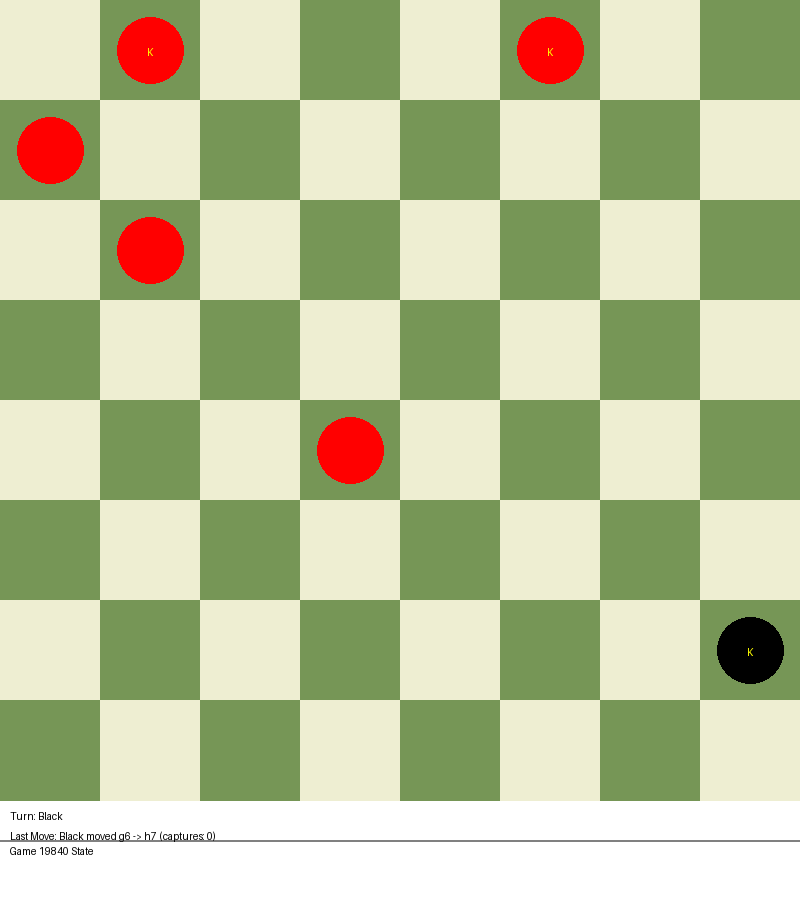 K K
K
Turn: Black
Last Move: Black moved g6 -> h7 (captures: 0)
Game 19840 State